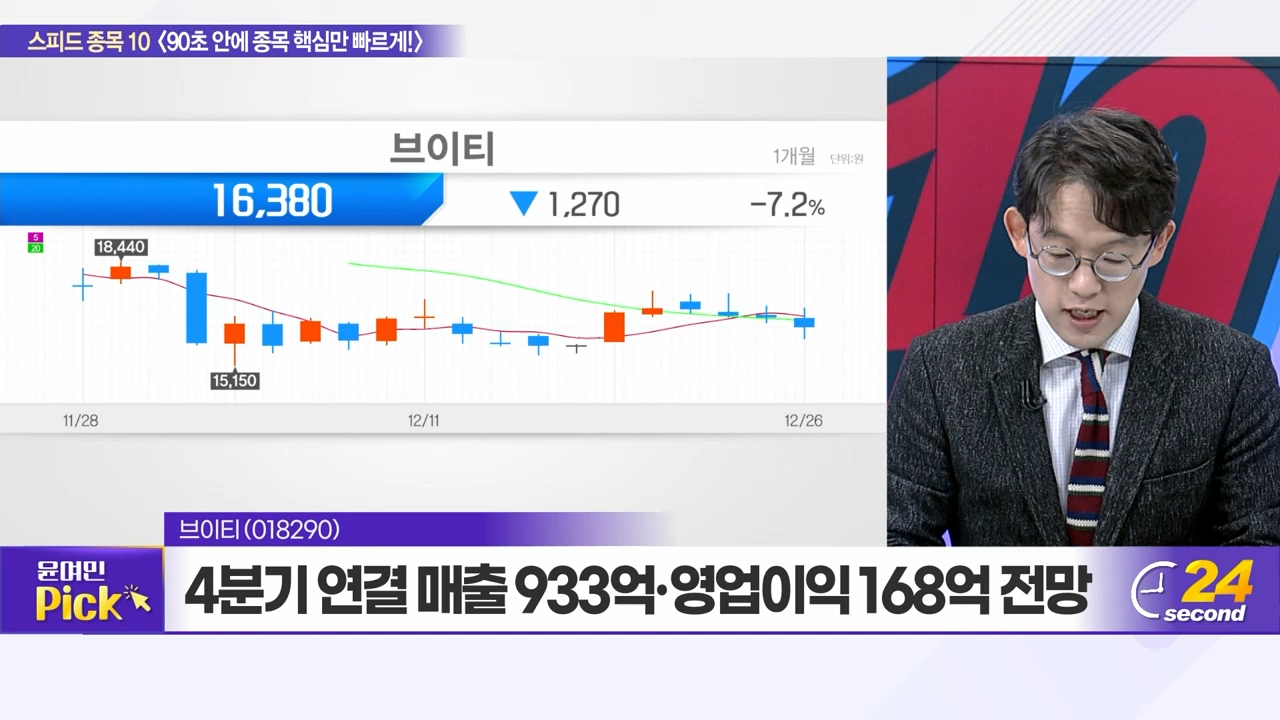 스피드 종목 10 〈90초 안에 종목 핵심만 빠르게!〉
브이티
1개월 단위:원
16,380 ▼ 1,270 -7.2%
5
20
18,440
15,150
11/28 12/11 12/26
브이티(018290)
윤여민
Pick
4분기 연결 매출 933억·영업이익 168억 전망
24
second